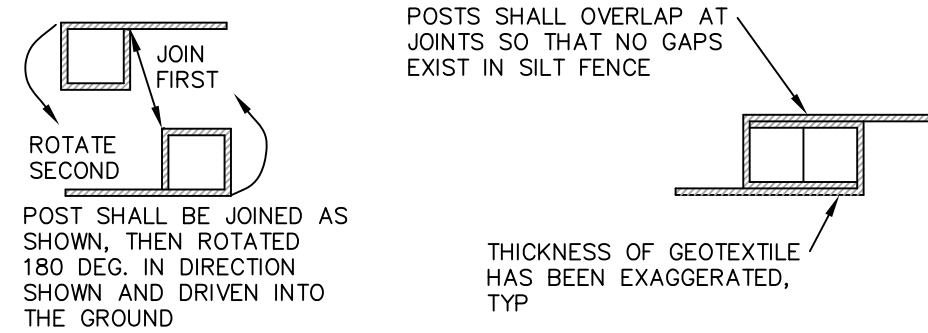 JOIN
FIRST
ROTATE
SECOND
POST SHALL BE JOINED AS
SHOWN, THEN ROTATED
180 DEG. IN DIRECTION
SHOWN AND DRIVEN INTO
THE GROUND
POSTS SHALL OVERLAP AT
JOINTS SO THAT NO GAPS
EXIST IN SILT FENCE
THICKNESS OF GEOTEXTILE
HAS BEEN EXAGGERATED,
TYP